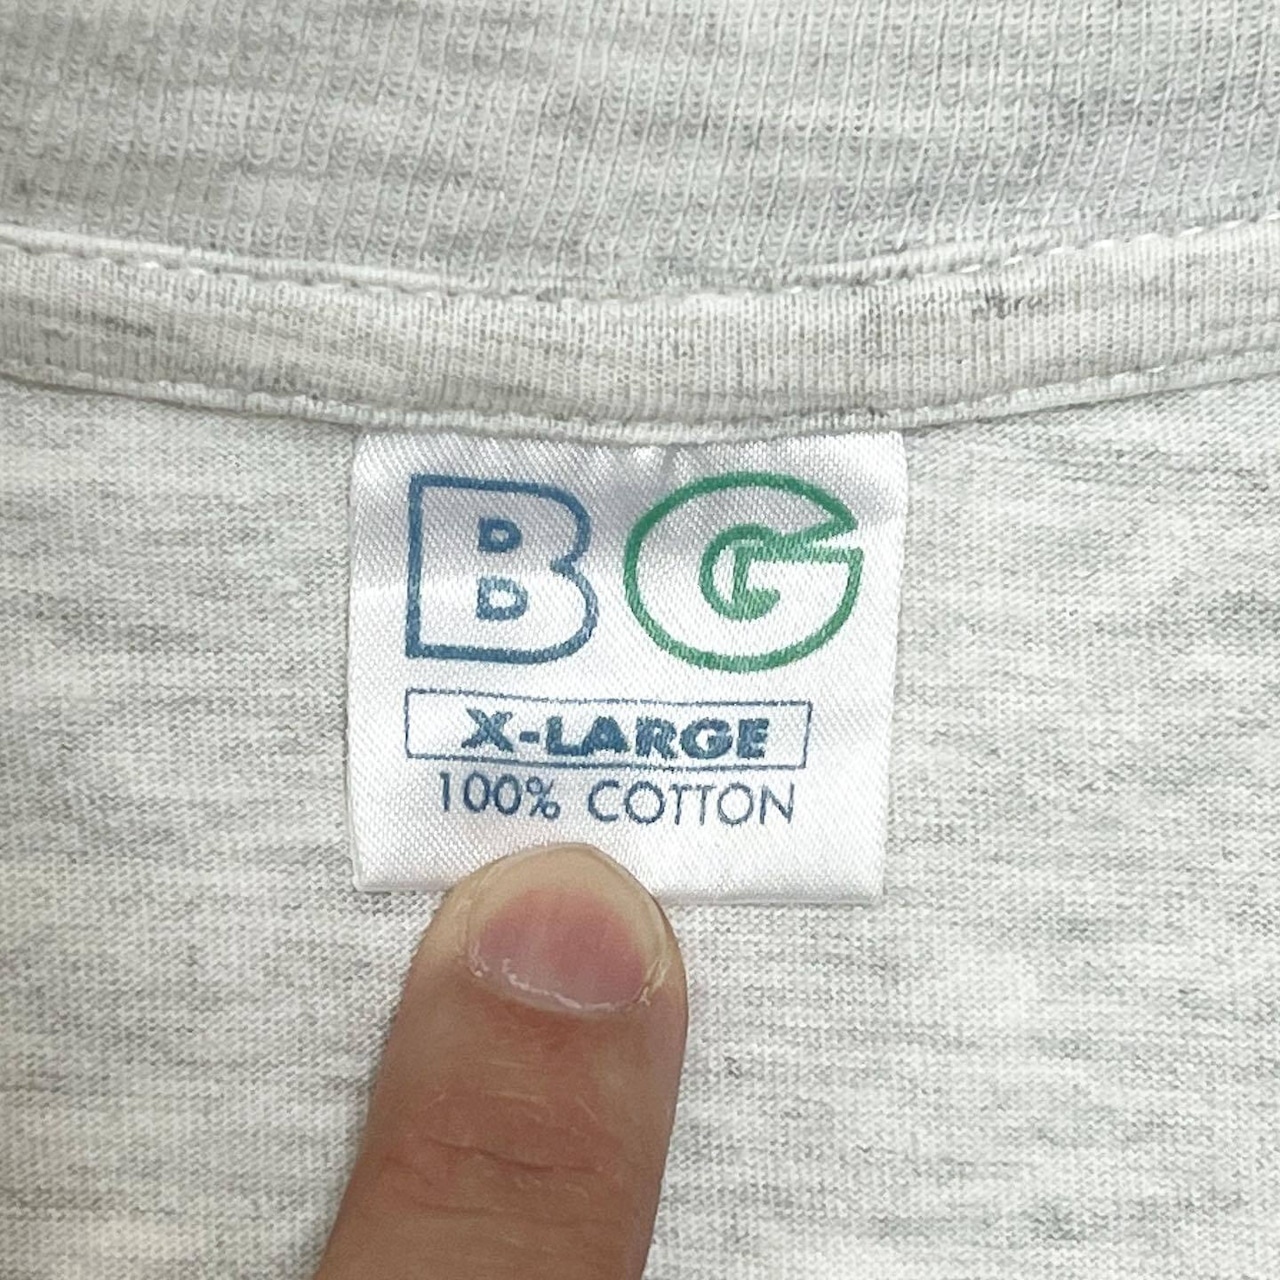 BG
X-LARGE
100% COTTON